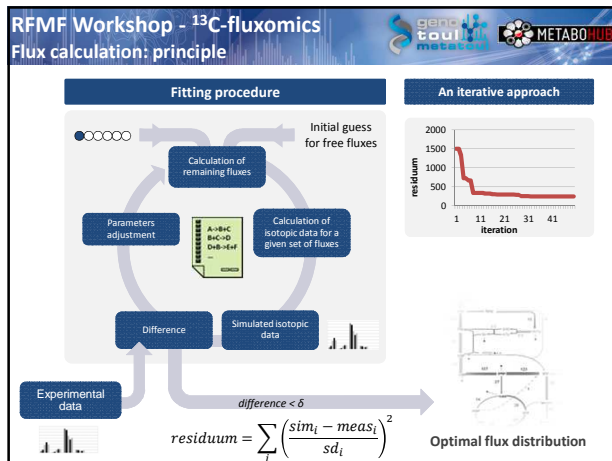 RFMF Workshop - ¹³C-fluxomics
Flux calculation: principle
geno
toul
metatoul
METABOHUB
Fitting procedure
An iterative approach
Initial guess
for free fluxes
Calculation of
remaining fluxes
Parameters
adjustment
A->B+C
B+C->D
D+B->E+F
...
Calculation of
isotopic data for a
given set of fluxes
Difference
Simulated isotopic
data
Experimental
data
difference < δ
residuum = ∑i ((simi − measi) / sdi)²
residuum
2000
1500
1000
500
0
1 11 21 31 41
iteration
Optimal flux distribution